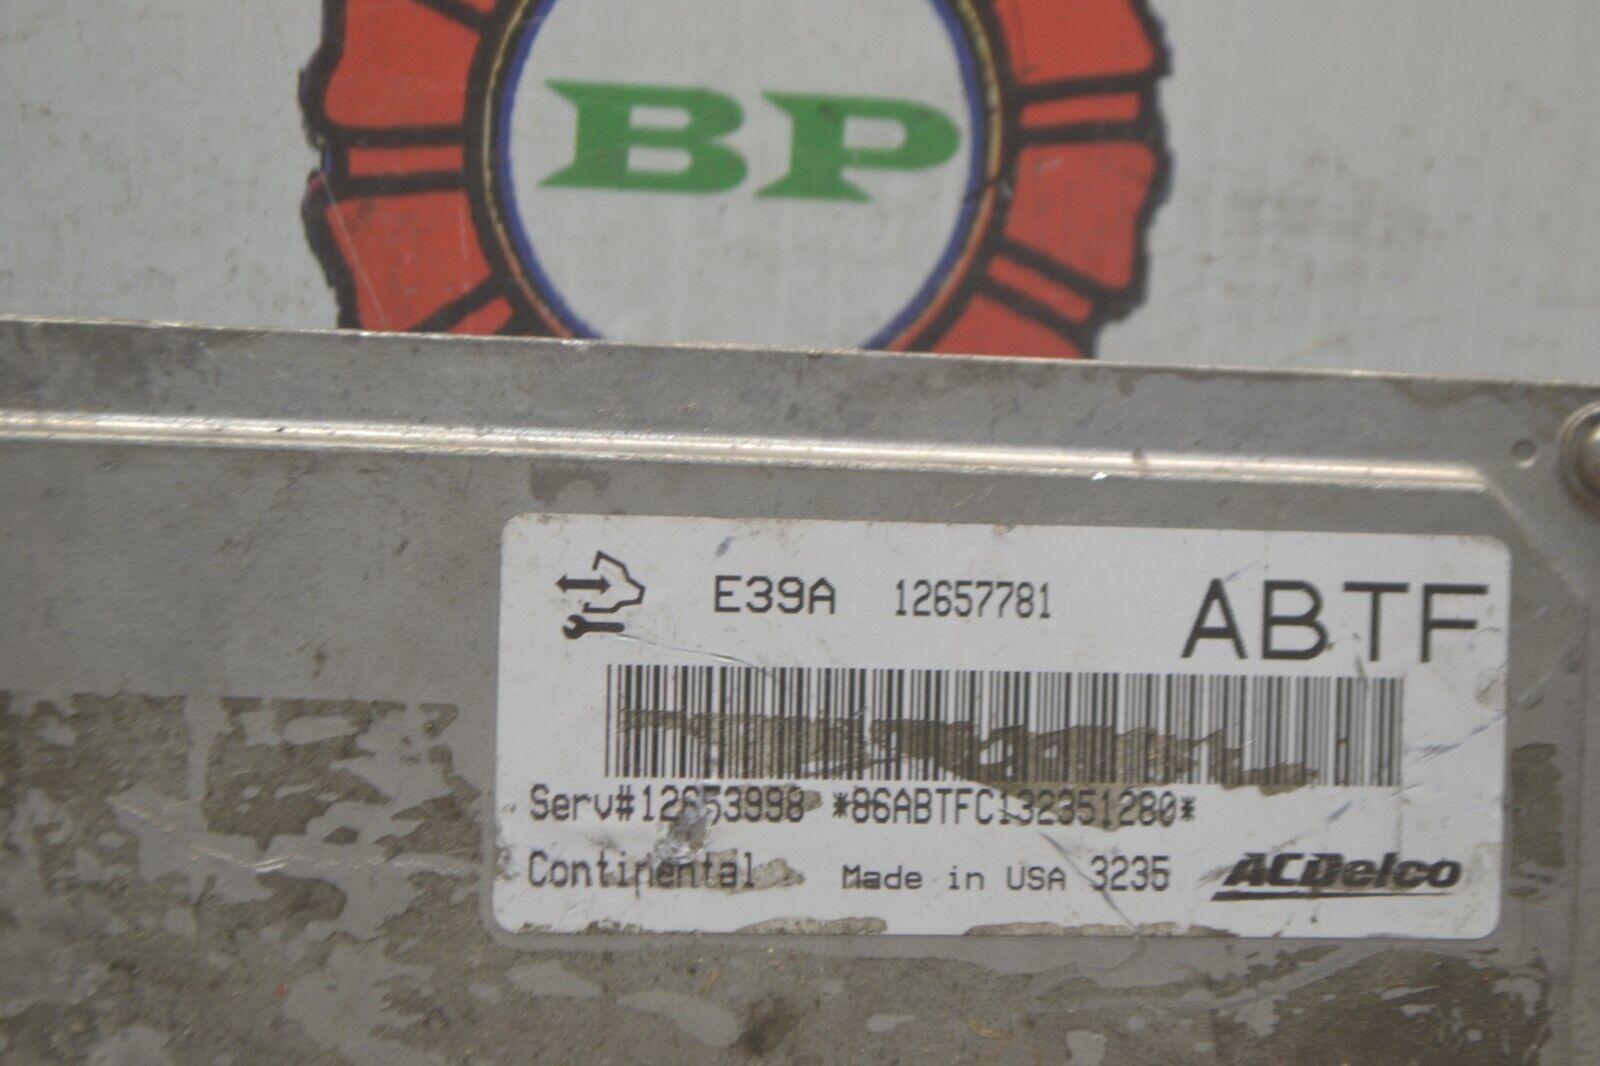 BP
E39A 12657781 ABTF
Serv#12653998 *86ABTFC132351280*
Continental Made in USA 3235 ACDelco